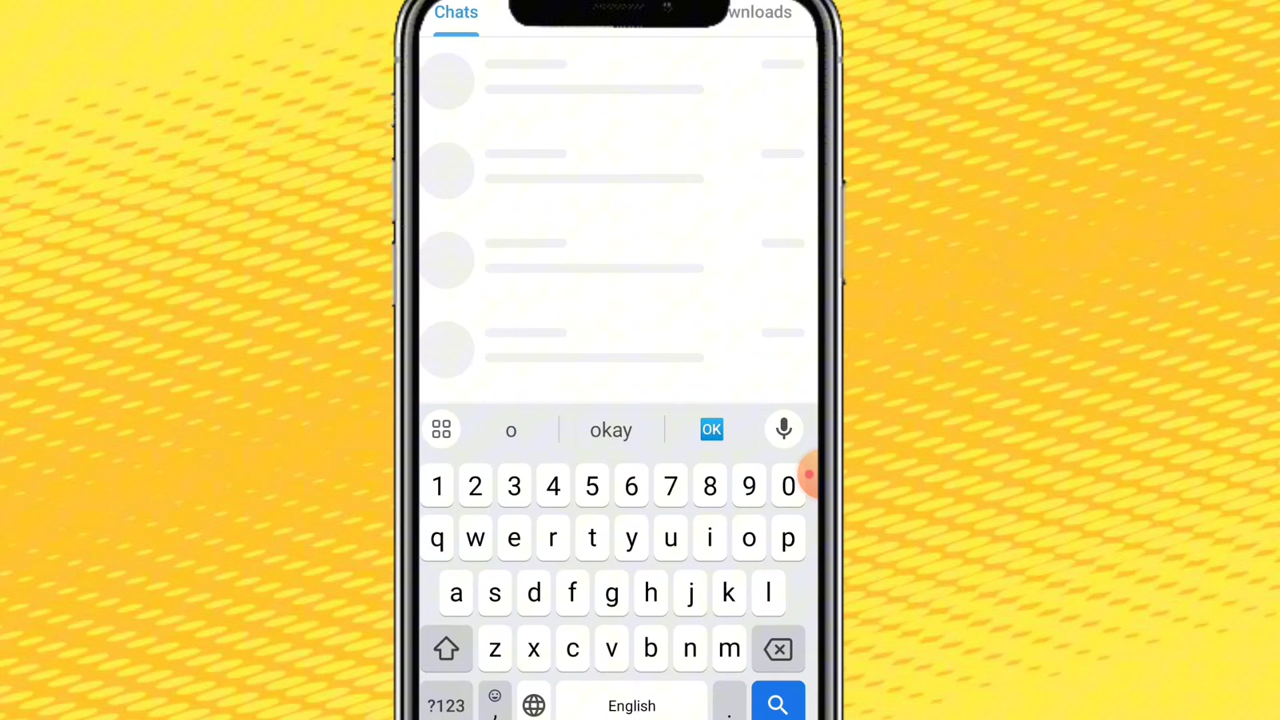 Chats wnloads
o okay OK
1 2 3 4 5 6 7 8 9 0
q w e r t y u i o p
a s d f g h j k l
z x c v b n m
?123 , English .